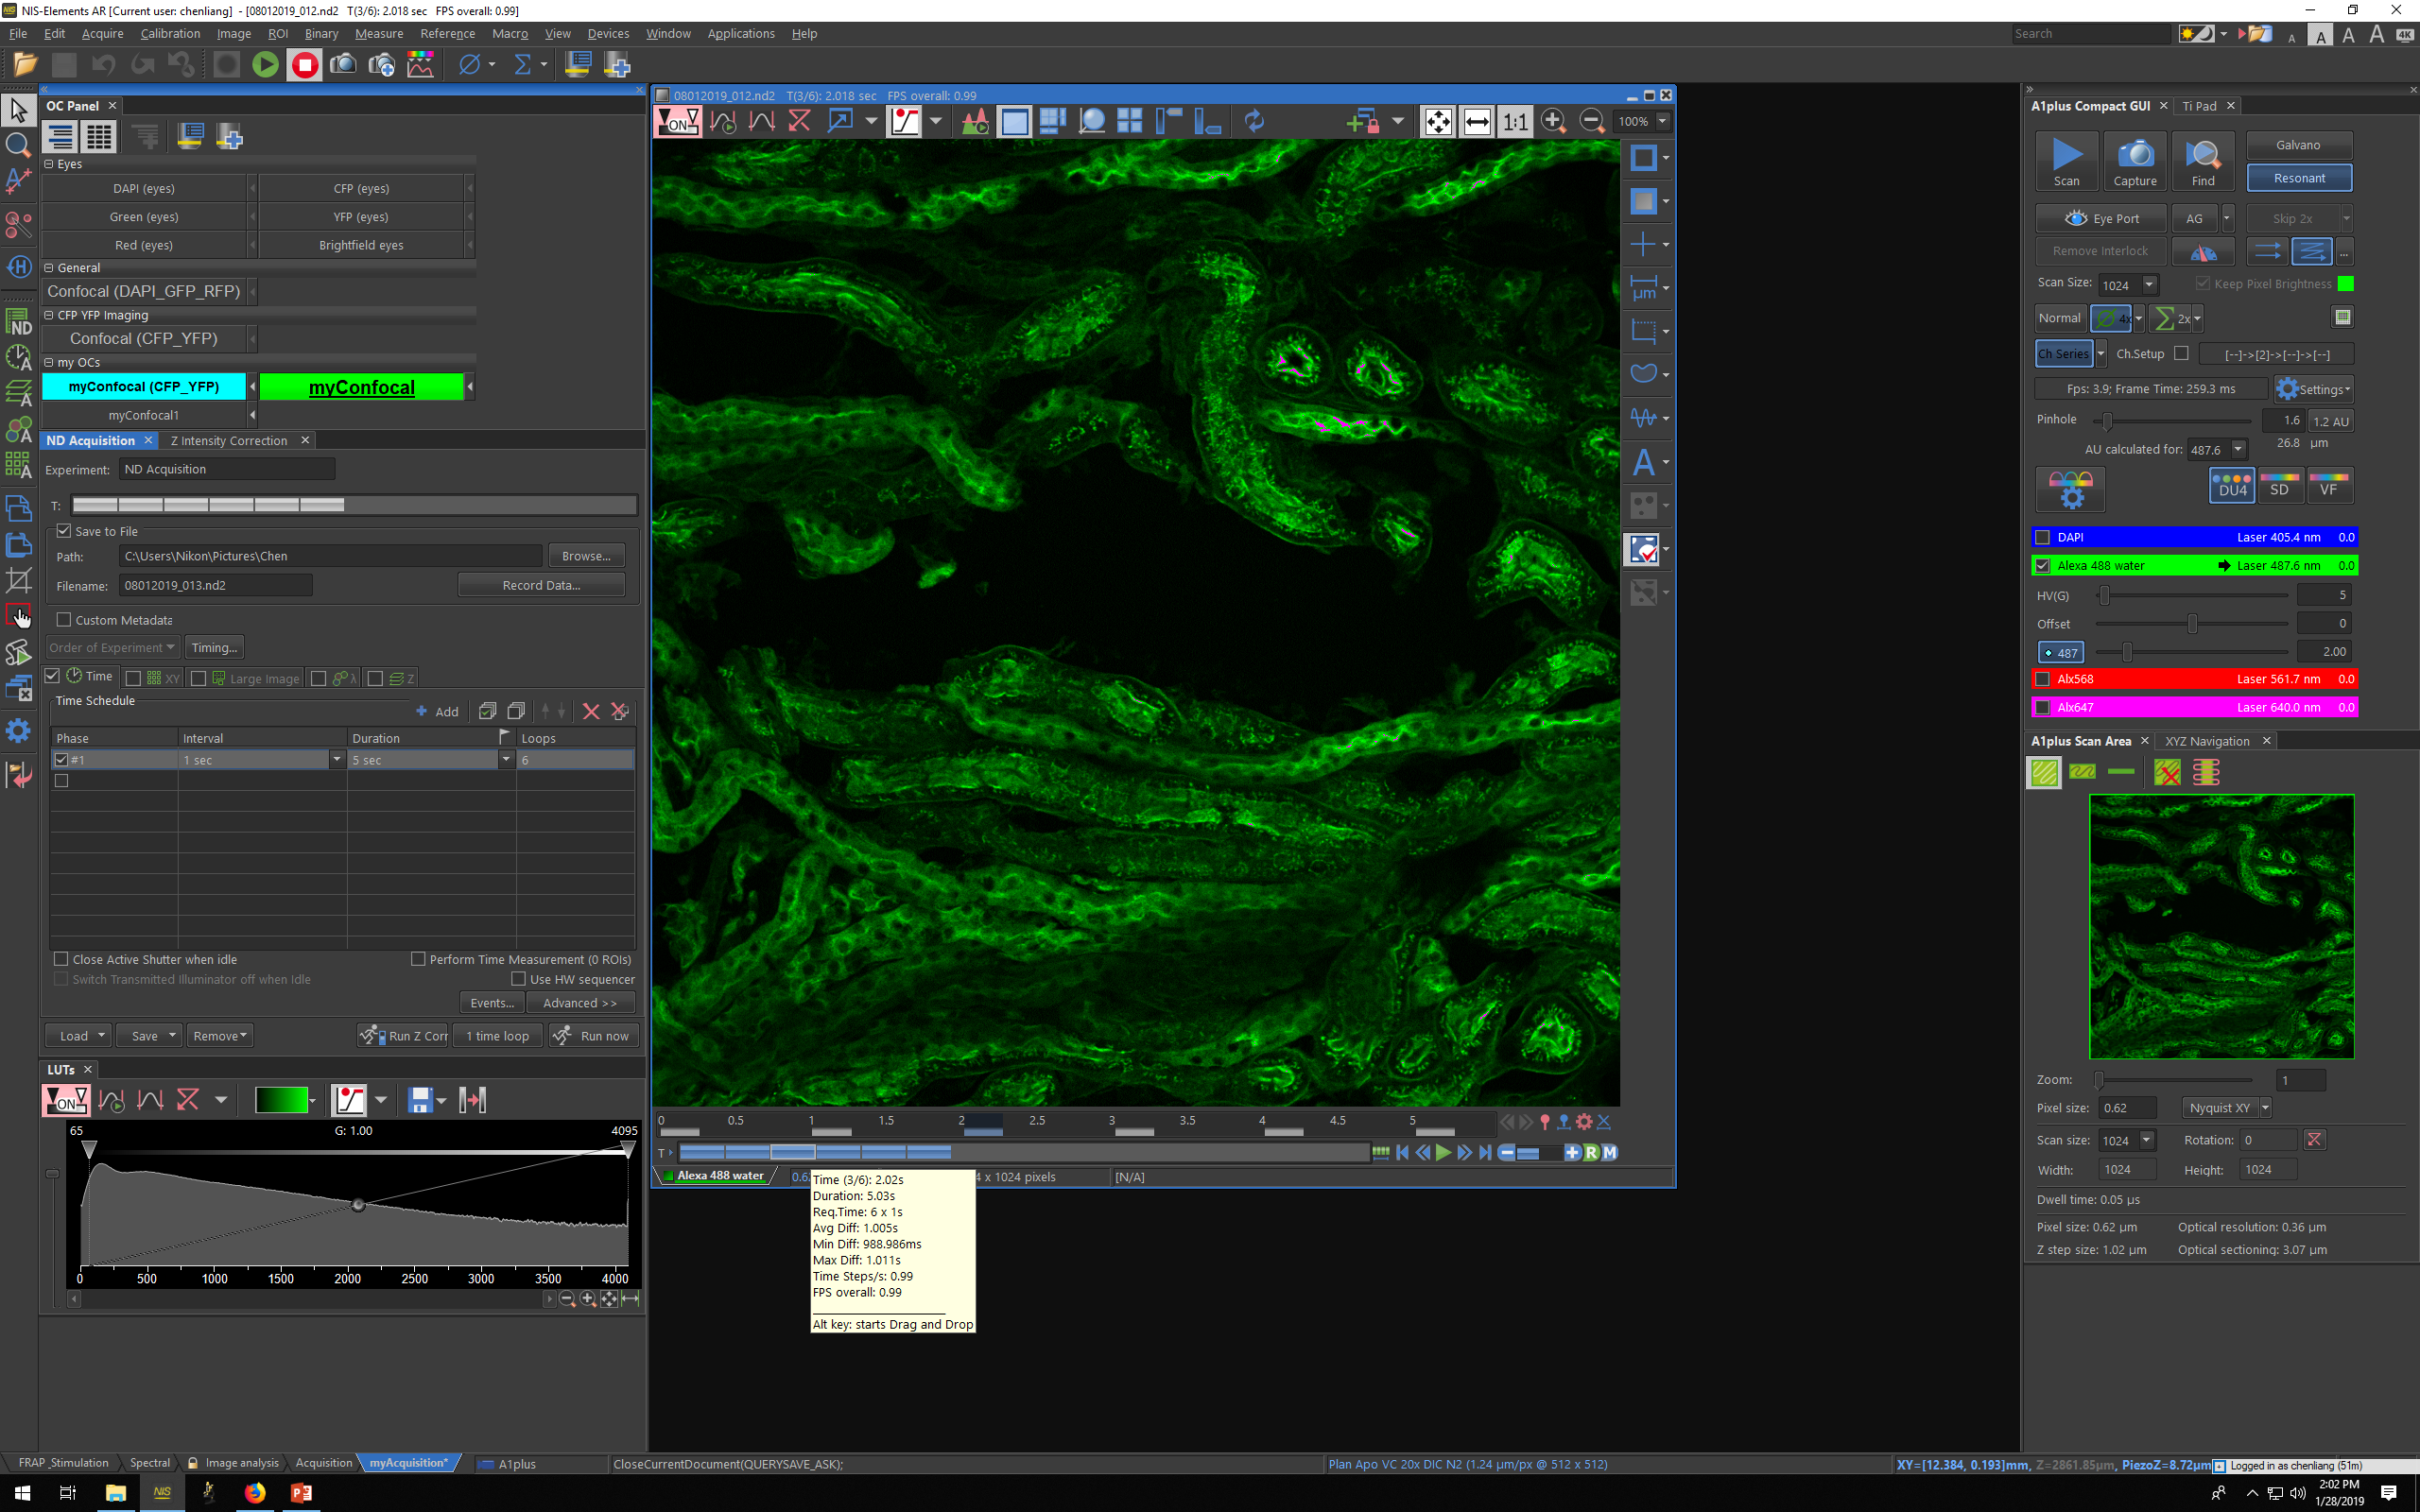 NIS-Elements AR [Current user: chenliang] - [08012019_012.nd2 T(3/6): 2.018 sec FPS overall: 0.99]
File Edit Acquire Calibration Image ROI Binary Measure Reference Macro View Devices Window Applications Help
Search
A A A A 4K
OC Panel
Eyes
DAPI (eyes) CFP (eyes)
Green (eyes) YFP (eyes)
Red (eyes) Brightfield eyes
General
Confocal (DAPI_GFP_RFP)
CFP YFP Imaging
Confocal (CFP_YFP)
my OCs
myConfocal (CFP_YFP) myConfocal
myConfocal1
ND Acquisition Z Intensity Correction
Experiment: ND Acquisition
T:
Save to File
Path: C:\Users\Nikon\Pictures\Chen Browse...
Filename: 08012019_013.nd2 Record Data...
Custom Metadata
Order of Experiment Timing...
Time XY Large Image λ Z
Time Schedule
Add
Phase Interval Duration Loops
#1 1 sec 5 sec 6
Close Active Shutter when idle Perform Time Measurement (0 ROIs)
Switch Transmitted Illuminator off when Idle Use HW sequencer
Events... Advanced >>
Load Save Remove Run Z Corr 1 time loop Run now
LUTs
ON
65 G: 1.00 4095
0 500 1000 1500 2000 2500 3000 3500 4000
08012019_012.nd2 T(3/6): 2.018 sec FPS overall: 0.99
ON 1:1 100%
µm
A
0 0.5 1 1.5 2 2.5 3 3.5 4 4.5 5
T R M
Alexa 488 water 0.6 4 x 1024 pixels [N/A]
Time (3/6): 2.02s
Duration: 5.03s
Req.Time: 6 x 1s
Avg Diff: 1.005s
Min Diff: 988.986ms
Max Diff: 1.011s
Time Steps/s: 0.99
FPS overall: 0.99
Alt key: starts Drag and Drop
A1plus Compact GUI Ti Pad
Scan Capture Find Galvano
Resonant
Eye Port AG Skip 2x
Remove Interlock ...
Scan Size: 1024 Keep Pixel Brightness
Normal 4x 2x
Ch Series Ch.Setup [--]->[2]->[--]->[--]
Fps: 3.9; Frame Time: 259.3 ms Settings
Pinhole 1.6 1.2 AU
26.8 µm
AU calculated for: 487.6
DU4 SD VF
DAPI Laser 405.4 nm 0.0
Alexa 488 water Laser 487.6 nm 0.0
HV(G) 5
Offset 0
487 2.00
Alx568 Laser 561.7 nm 0.0
Alx647 Laser 640.0 nm 0.0
A1plus Scan Area XYZ Navigation
Zoom: 1
Pixel size: 0.62 Nyquist XY
Scan size: 1024 Rotation: 0
Width: 1024 Height: 1024
Dwell time: 0.05 µs
Pixel size: 0.62 µm Optical resolution: 0.36 µm
Z step size: 1.02 µm Optical sectioning: 3.07 µm
FRAP_Stimulation Spectral Image analysis Acquisition myAcquisition* A1plus CloseCurrentDocument(QUERYSAVE_ASK); Plan Apo VC 20x DIC N2 (1.24 µm/px @ 512 x 512) XY=[12.384, 0.193]mm, Z=2861.85µm, PiezoZ=8.72µm Logged in as chenliang (51m)
NIS 2:02 PM
1/28/2019